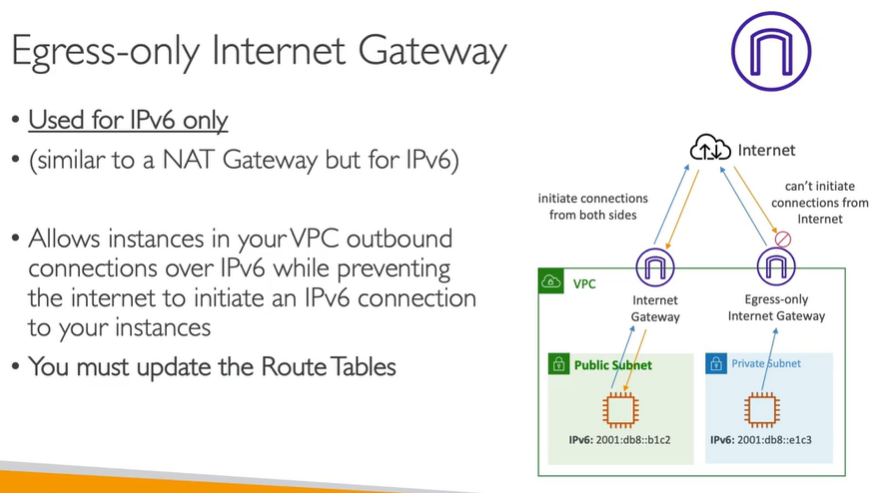 Egress-only Internet Gateway
• Used for IPv6 only
• (similar to a NAT Gateway but for IPv6)
• Allows instances in your VPC outbound
connections over IPv6 while preventing
the internet to initiate an IPv6 connection
to your instances
• You must update the Route Tables
Internet
initiate connections
from both sides
can't initiate
connections from
Internet
VPC
Internet
Gateway
Egress-only
Internet Gateway
Public Subnet
Private Subnet
IPv6: 2001:db8::b1c2
IPv6: 2001:db8::e1c3